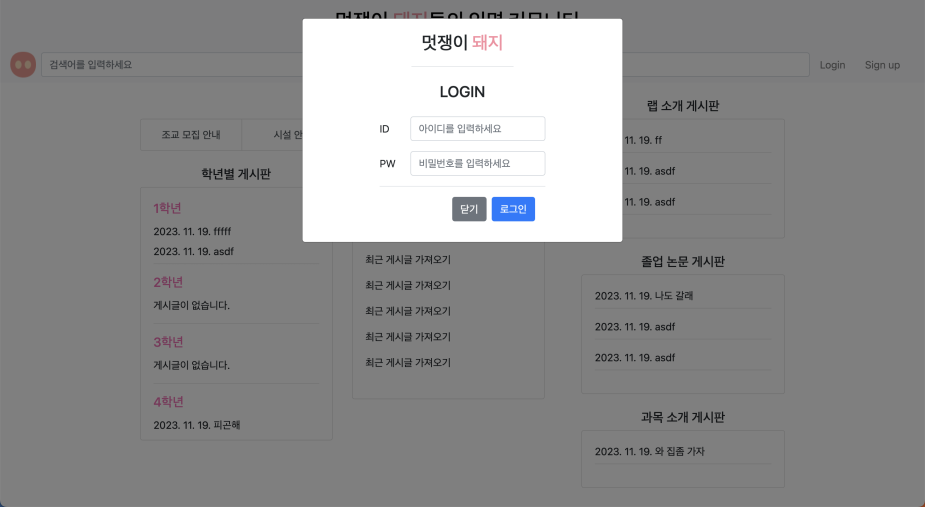 멋쟁이 돼지
검색어를 입력하세요
Login
Sign up
LOGIN
ID
아이디를 입력하세요
PW
비밀번호를 입력하세요
닫기
로그인
조교 모집 안내
시설 안
학년별 게시판
1학년
2023. 11. 19. fffff
2023. 11. 19. asdf
2학년
게시글이 없습니다.
3학년
게시글이 없습니다.
4학년
2023. 11. 19. 피곤해
최근 게시글 가져오기
최근 게시글 가져오기
최근 게시글 가져오기
최근 게시글 가져오기
최근 게시글 가져오기
랩 소개 게시판
11. 19. ff
11. 19. asdf
11. 19. asdf
졸업 논문 게시판
2023. 11. 19. 나도 갈래
2023. 11. 19. asdf
2023. 11. 19. asdf
과목 소개 게시판
2023. 11. 19. 와 집좀 가자